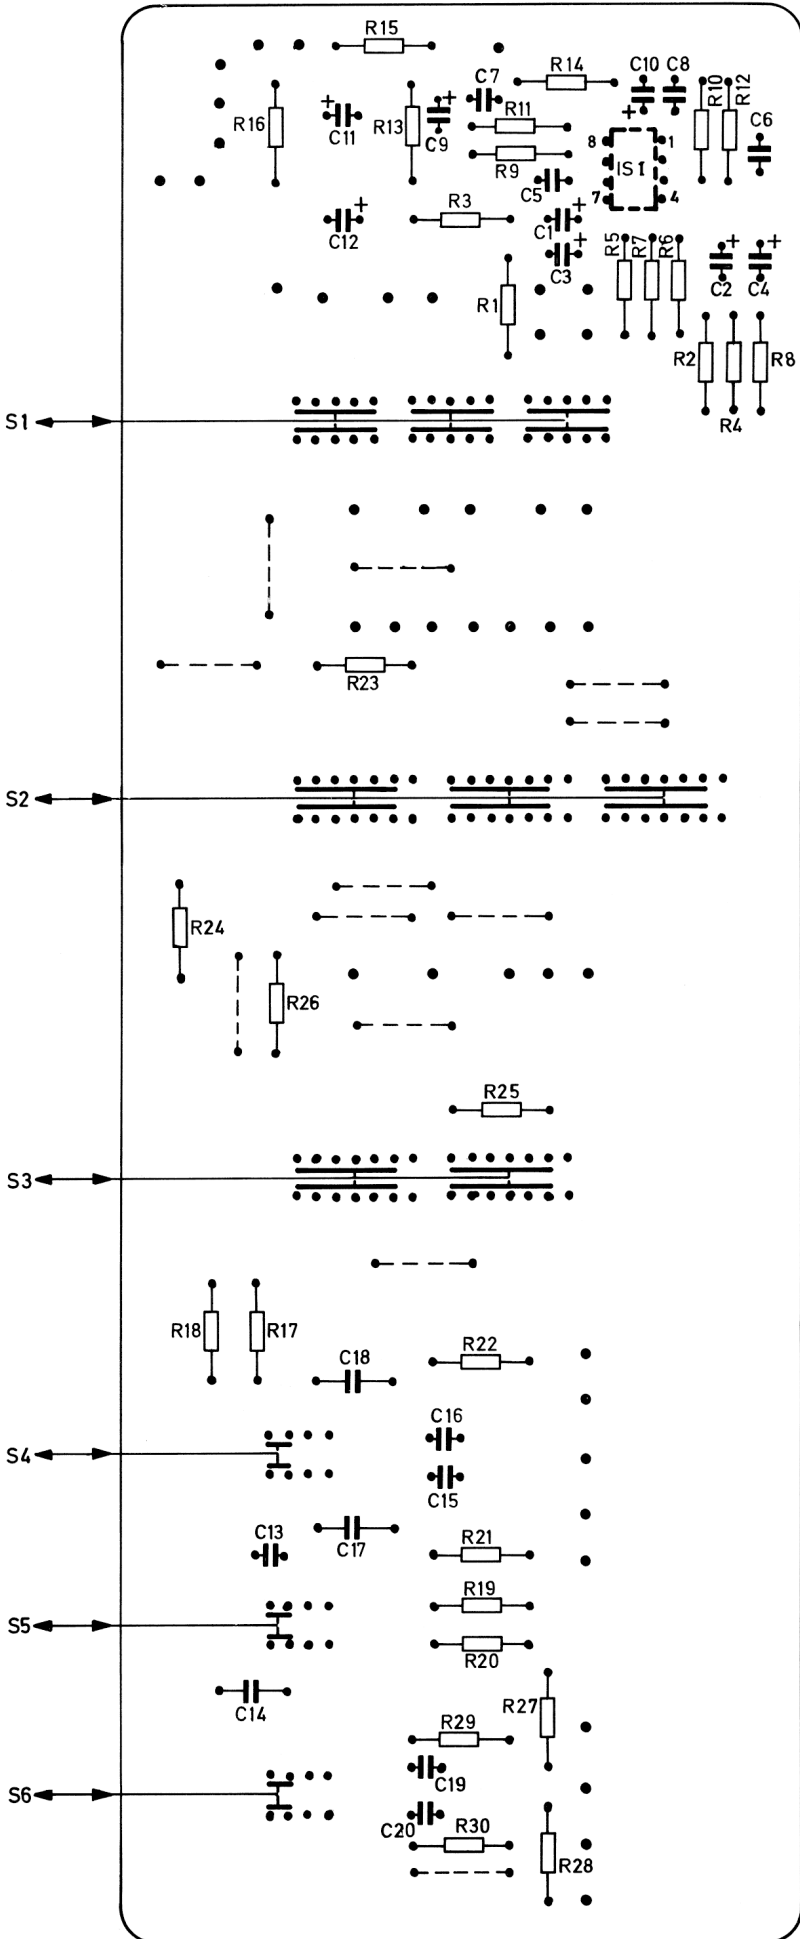 R15
R14
C10 C8
R10
R12
C7
R16
+
C11
R13
+
C9
R11
+
C6
8
1
IS I
R9
C5
7
4
+
C12
R3
+
C1
+
C3
R5
R7
R6
+
C2
+
C4
R1
R2
R4
R8
S1
R23
S2
R24
R26
R25
S3
R18
R17
C18
R22
C16
S4
C15
C13
C17
R21
R19
S5
R20
C14
R27
R29
C19
S6
C20
R30
R28